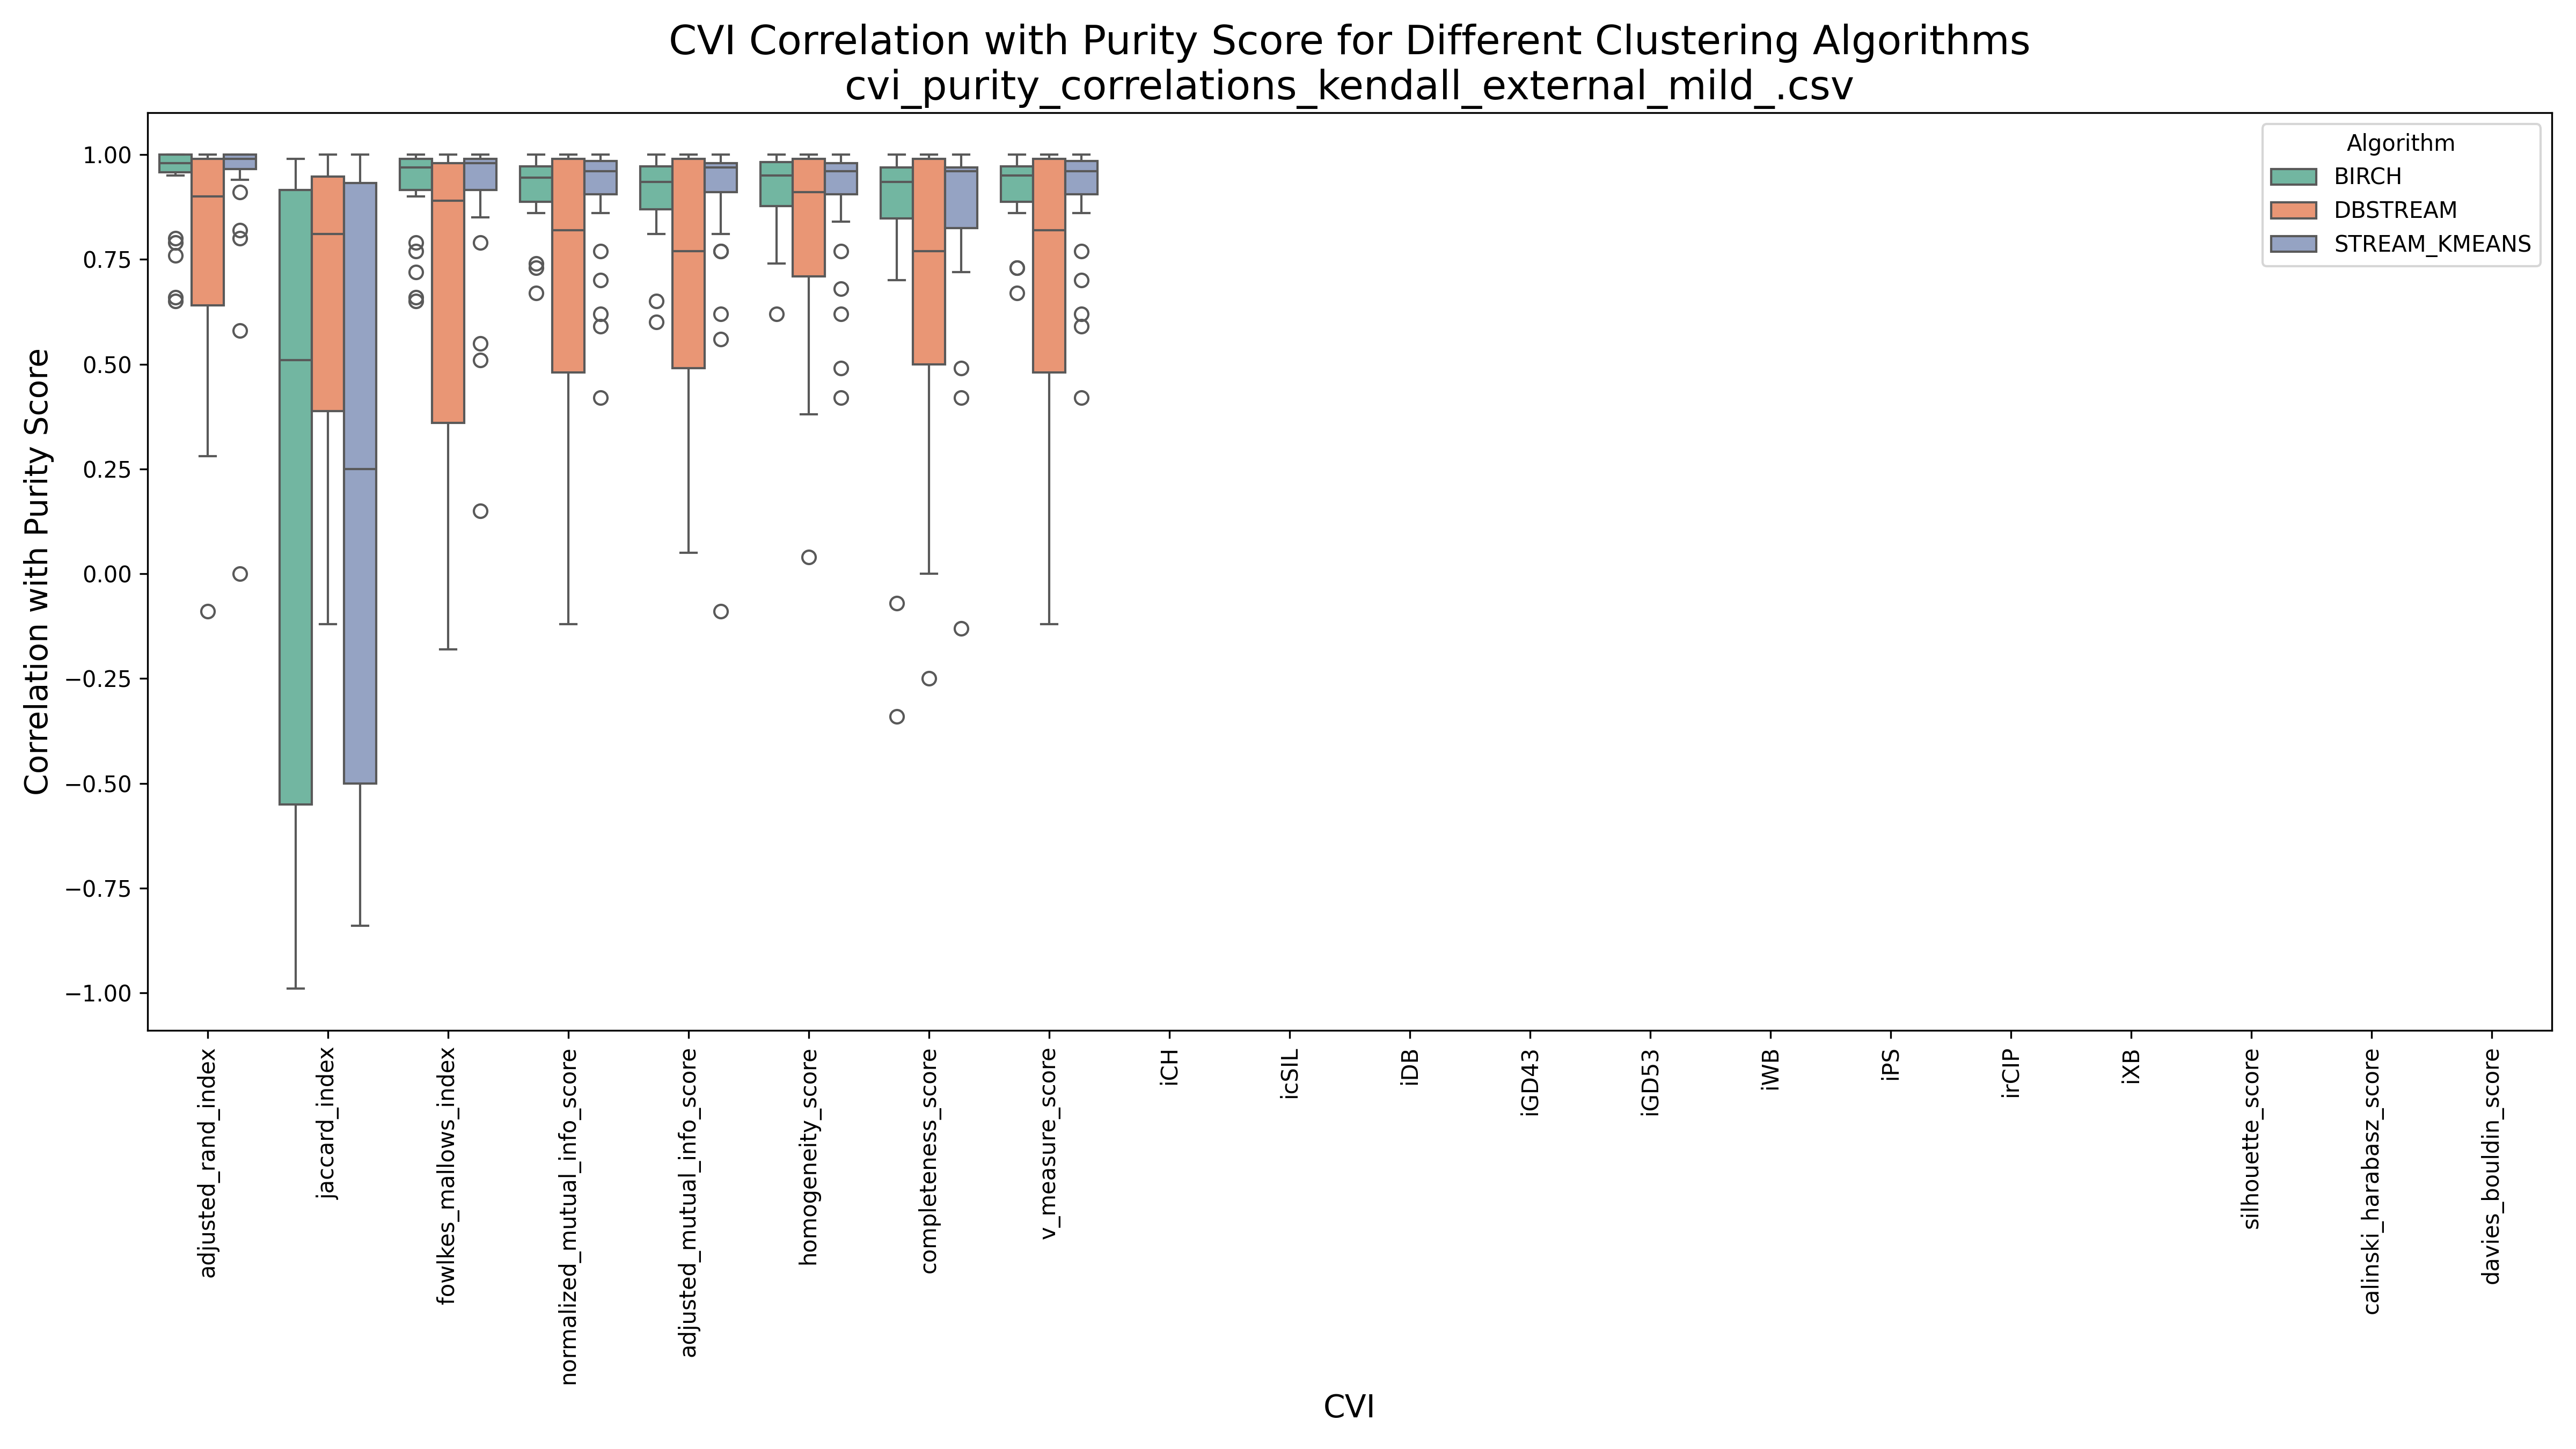 CVI Correlation with Purity Score for Different Clustering Algorithms
cvi_purity_correlations_kendall_external_mild_.csv
Algorithm
BIRCH
DBSTREAM
STREAM_KMEANS
Correlation with Purity Score
1.00
0.75
0.50
0.25
0.00
−0.25
−0.50
−0.75
−1.00
adjusted_rand_index
jaccard_index
fowlkes_mallows_index
normalized_mutual_info_score
adjusted_mutual_info_score
homogeneity_score
completeness_score
v_measure_score
iCH
icSIL
iDB
iGD43
iGD53
iWB
iPS
irCIP
iXB
silhouette_score
calinski_harabasz_score
davies_bouldin_score
CVI